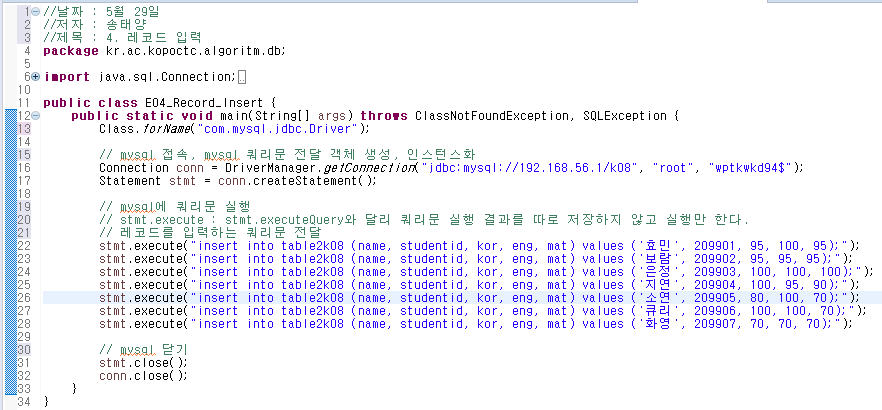 1 //날짜 : 5월 29일
2 //저자 : 송태양
3 //제목 : 4. 레코드 입력
4 package kr.ac.kopoctc.algoritm.db;
5
6 import java.sql.Connection;
10
11 public class E04_Record_Insert {
12 public static void main(String[] args) throws ClassNotFoundException, SQLException {
13 Class.forName("com.mysql.jdbc.Driver");
14
15 // mysql 접속, mysql 쿼리문 전달 객체 생성, 인스턴스화
16 Connection conn = DriverManager.getConnection("jdbc:mysql://192.168.56.1/k08", "root", "wptkwkd94$");
17 Statement stmt = conn.createStatement();
18
19 // mysql에 쿼리문 실행
20 // stmt.execute : stmt.executeQuery와 달리 쿼리문 실행 결과를 따로 저장하지 않고 실행만 한다.
21 // 레코드를 입력하는 쿼리문 전달
22 stmt.execute("insert into table2k08 (name, studentid, kor, eng, mat) values ('효민', 209901, 95, 100, 95);");
23 stmt.execute("insert into table2k08 (name, studentid, kor, eng, mat) values ('보람', 209902, 95, 95, 95);");
24 stmt.execute("insert into table2k08 (name, studentid, kor, eng, mat) values ('은정', 209903, 100, 100, 100);");
25 stmt.execute("insert into table2k08 (name, studentid, kor, eng, mat) values ('지연', 209904, 100, 95, 90);");
26 stmt.execute("insert into table2k08 (name, studentid, kor, eng, mat) values ('소연', 209905, 80, 100, 70);");
27 stmt.execute("insert into table2k08 (name, studentid, kor, eng, mat) values ('큐리', 209906, 100, 100, 70);");
28 stmt.execute("insert into table2k08 (name, studentid, kor, eng, mat) values ('화영', 209907, 70, 70, 70);");
29
30 // mysql 닫기
31 stmt.close();
32 conn.close();
33 }
34 }